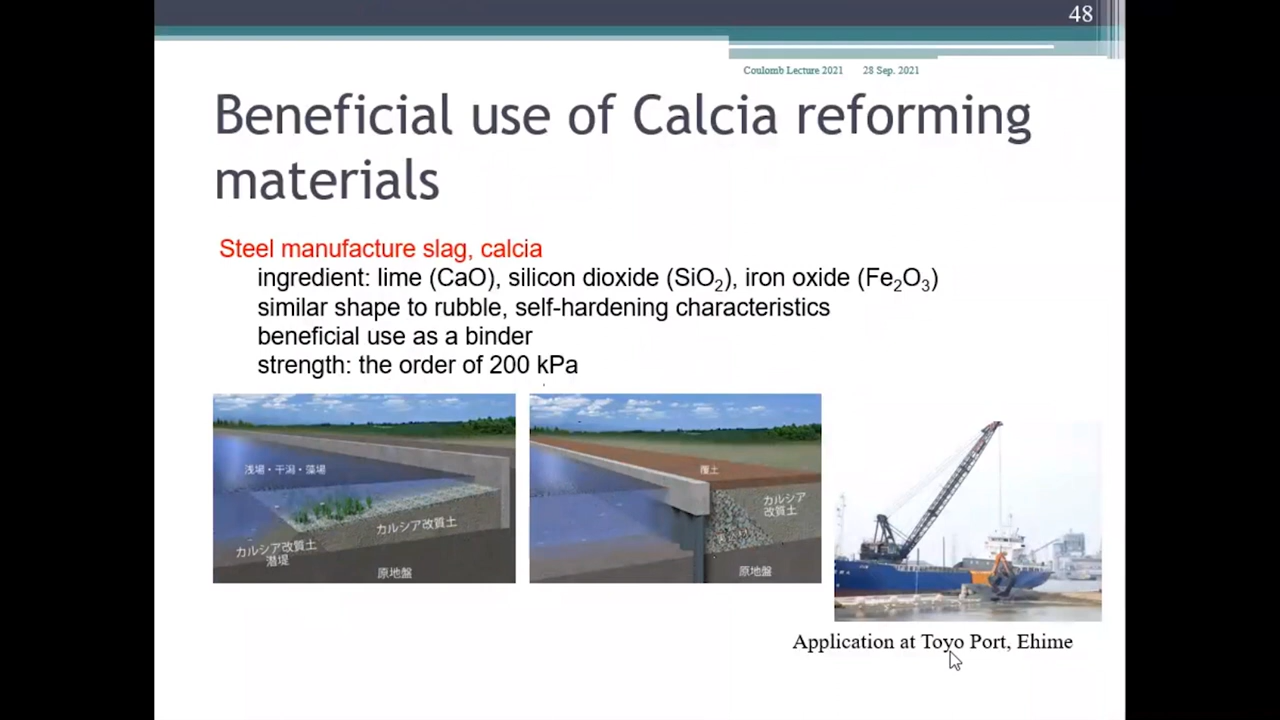 48
Coulomb Lecture 2021 28 Sep. 2021
Beneficial use of Calcia reforming
materials
Steel manufacture slag, calcia
ingredient: lime (CaO), silicon dioxide (SiO₂), iron oxide (Fe₂O₃)
similar shape to rubble, self-hardening characteristics
beneficial use as a binder
strength: the order of 200 kPa
浅場・干潟・藻場
カルシア改質土
カルシア改質土
潜堤
原地盤
覆土
カルシア
改質土
原地盤
Application at Toyo Port, Ehime